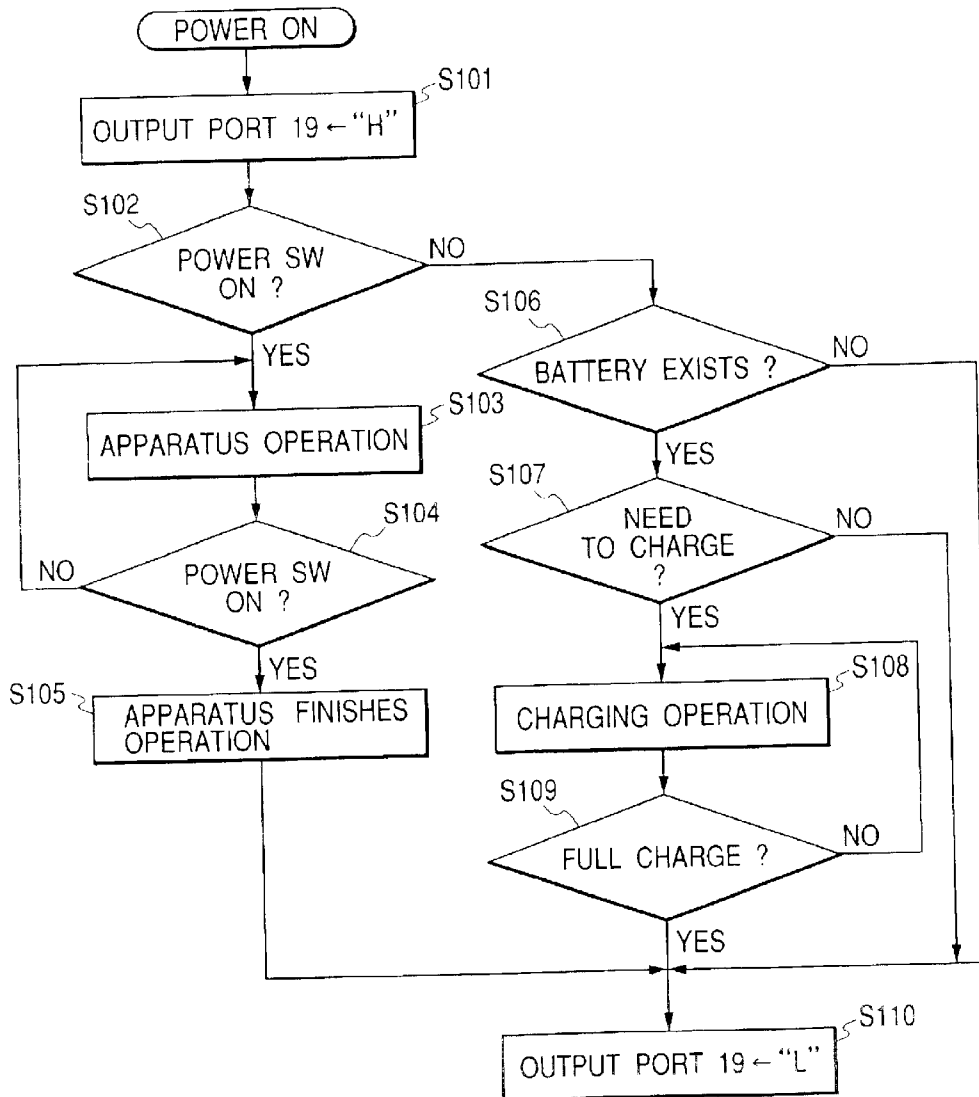 POWER ON
S101
OUTPUT PORT 19 ← "H"
S102
POWER SW
ON ?
NO
YES
S106
BATTERY EXISTS ?
NO
YES
S103
APPARATUS OPERATION
S107
NEED
TO CHARGE
?
NO
YES
S104
POWER SW
ON ?
NO
YES
S108
CHARGING OPERATION
S105
APPARATUS FINISHES
OPERATION
S109
FULL CHARGE ?
NO
YES
S110
OUTPUT PORT 19 ← "L"